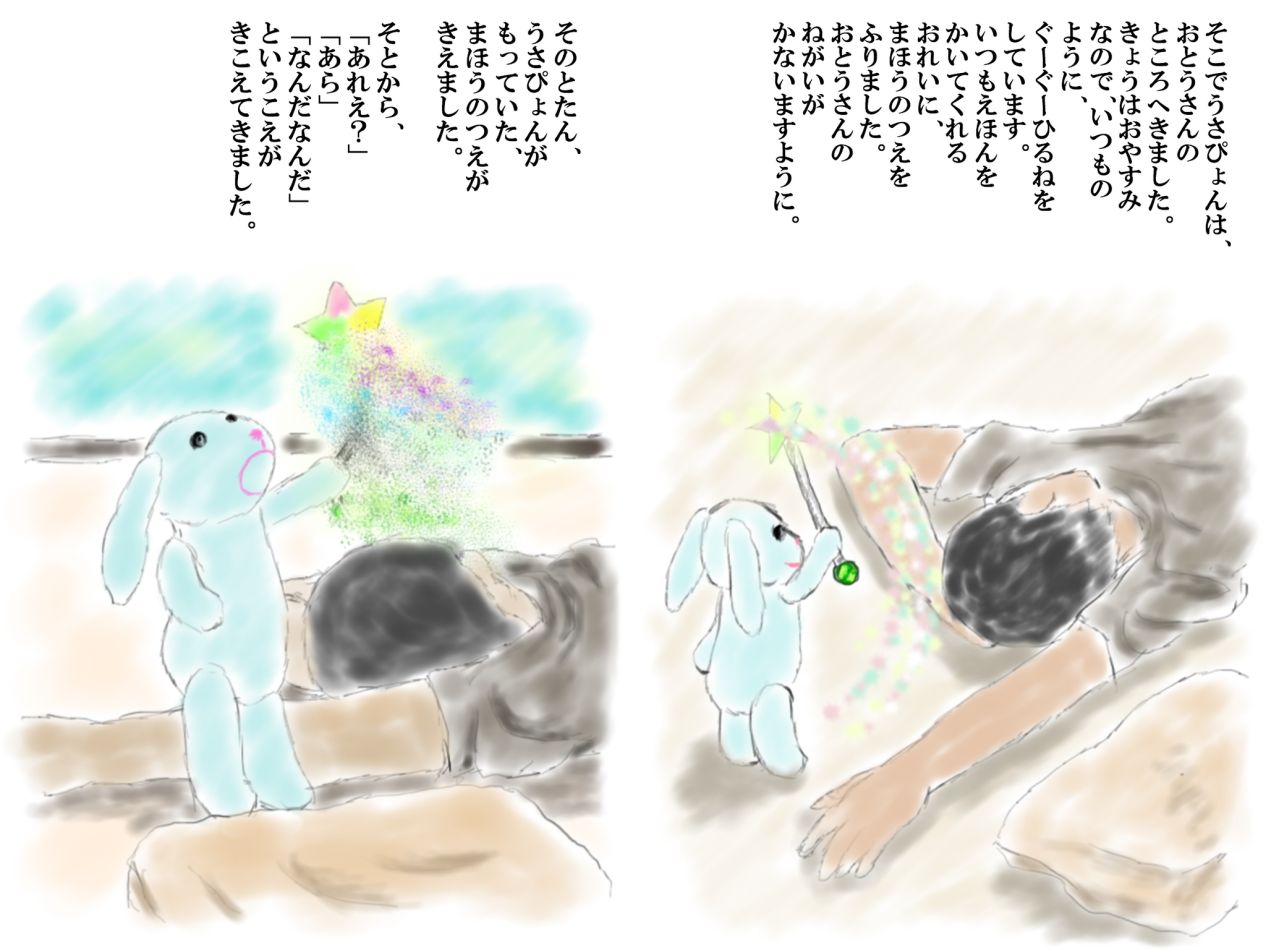 そこでうさぴょんは、
おとうさんの
ところへきました。
きょうはおやすみ
なので、いつもの
ように、
ぐーぐーひるねを
しています。
いつもえほんを
かいてくれる
おれいに、
まほうのつえを
ふりました。
おとうさんの
ねがいが
かないますように。
そのとたん、
うさぴょんが
もっていた、
まほうのつえが
きえました。
そとから、
「あれえ？」
「あら」
「なんだなんだ」
というこえが
きこえてきました。